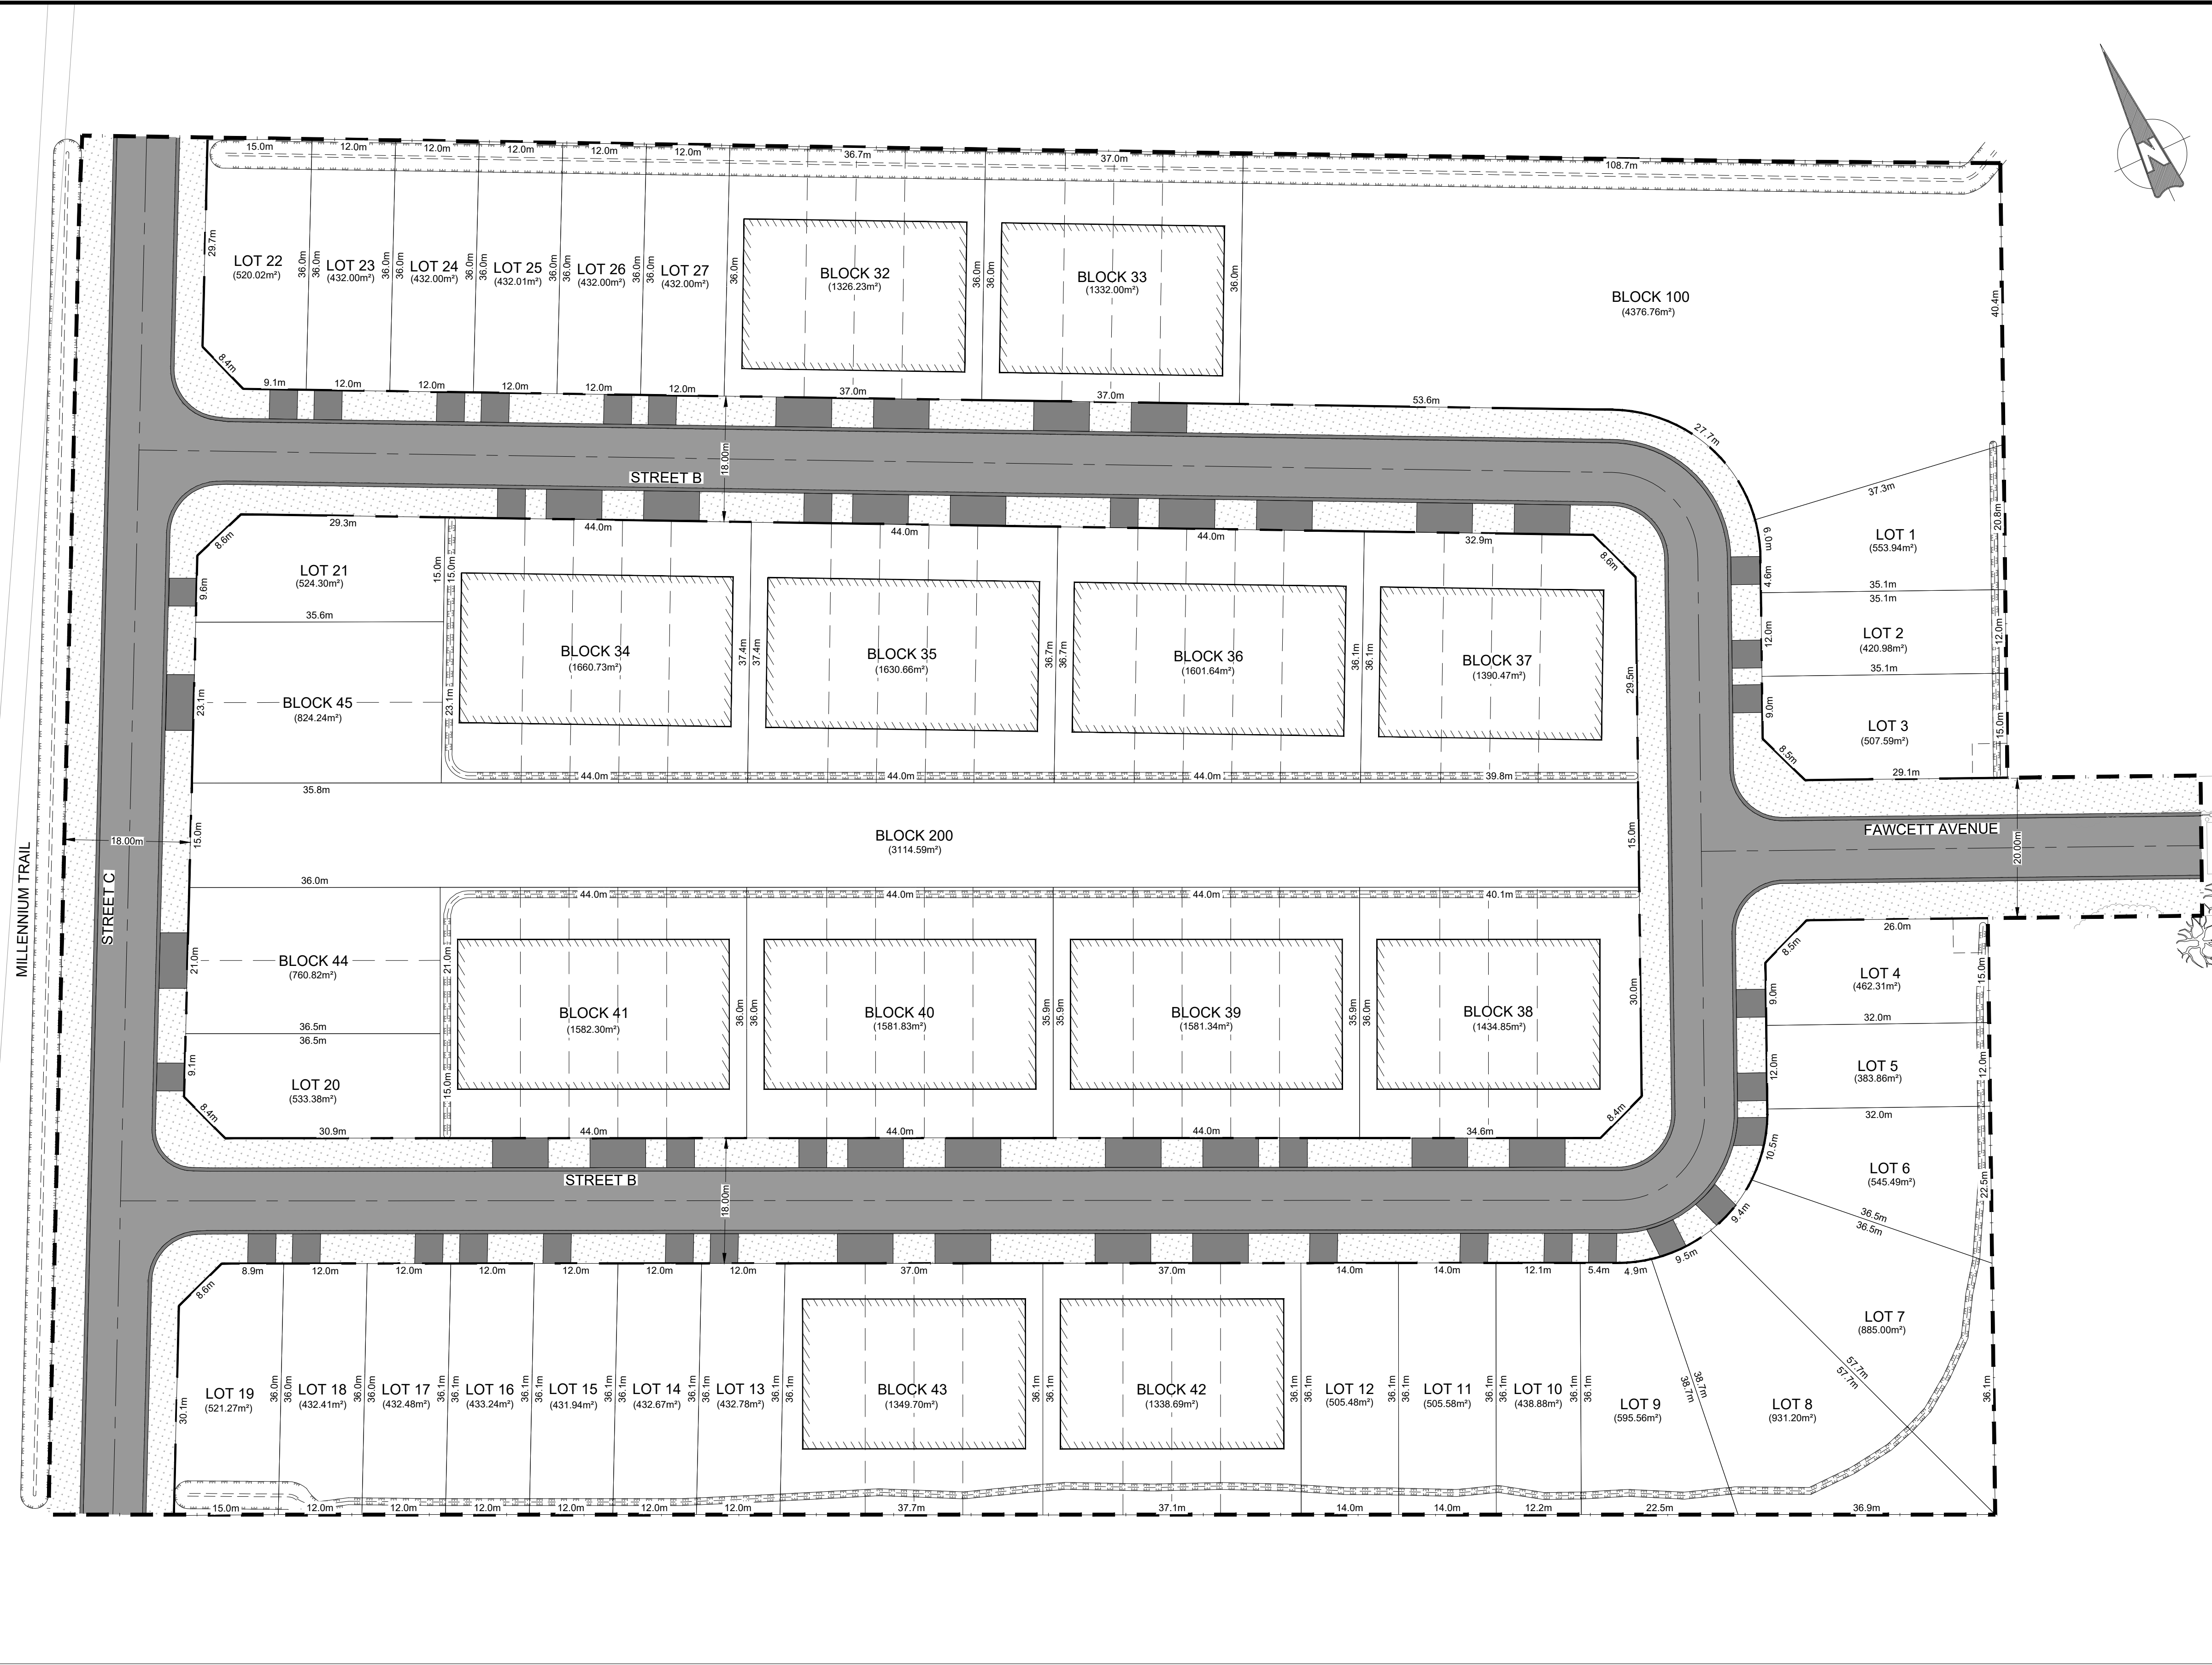 N
15.0m
12.0m
12.0m
12.0m
12.0m
12.0m
36.7m
37.0m
108.7m
29.7m
LOT 22
(520.02m²)
36.0m
36.0m
LOT 23
(432.00m²)
36.0m
36.0m
LOT 24
(432.00m²)
36.0m
36.0m
LOT 25
(432.01m²)
36.0m
36.0m
LOT 26
(432.00m²)
36.0m
36.0m
LOT 27
(432.00m²)
36.0m
BLOCK 32
(1326.23m²)
36.0m
36.0m
BLOCK 33
(1332.00m²)
36.0m
BLOCK 100
(4376.76m²)
40.4m
8.4m
9.1m
12.0m
12.0m
12.0m
12.0m
12.0m
37.0m
37.0m
53.6m
27.7m
18.00m
STREET B
37.3m
6.0m
20.8m
LOT 1
(553.94m²)
4.6m
35.1m
35.1m
12.0m
LOT 2
(420.98m²)
12.0m
35.1m
9.0m
LOT 3
(507.59m²)
15.0m
8.5m
29.1m
8.6m
29.3m
44.0m
44.0m
44.0m
32.9m
8.6m
LOT 21
(524.30m²)
9.6m
15.0m
15.0m
35.6m
BLOCK 34
(1660.73m²)
37.4m
37.4m
BLOCK 35
(1630.66m²)
36.7m
36.7m
BLOCK 36
(1601.64m²)
36.1m
36.1m
BLOCK 37
(1390.47m²)
29.5m
23.1m
BLOCK 45
(824.24m²)
23.1m
44.0m
44.0m
44.0m
39.8m
35.8m
15.0m
BLOCK 200
(3114.59m²)
15.0m
FAWCETT AVENUE
20.00m
18.00m
MILLENNIUM TRAIL
STREET C
36.0m
44.0m
44.0m
44.0m
40.1m
21.0m
BLOCK 44
(760.82m²)
21.0m
36.5m
36.5m
9.1m
LOT 20
(533.38m²)
15.0m
8.4m
30.9m
BLOCK 41
(1582.30m²)
36.0m
36.0m
BLOCK 40
(1581.83m²)
35.9m
35.9m
BLOCK 39
(1581.34m²)
35.9m
36.0m
BLOCK 38
(1434.85m²)
30.0m
8.4m
44.0m
44.0m
44.0m
34.6m
26.0m
8.5m
LOT 4
(462.31m²)
15.0m
9.0m
32.0m
LOT 5
(383.86m²)
12.0m
12.0m
32.0m
10.5m
LOT 6
(545.49m²)
22.5m
36.5m
36.5m
9.4m
9.5m
STREET B
18.00m
8.6m
8.9m
12.0m
12.0m
12.0m
12.0m
12.0m
12.0m
37.0m
37.0m
14.0m
14.0m
12.1m
5.4m
4.9m
LOT 7
(885.00m²)
57.7m
57.7m
36.1m
30.1m
LOT 19
(521.27m²)
36.0m
36.0m
LOT 18
(432.41m²)
36.0m
36.0m
LOT 17
(432.48m²)
36.1m
36.1m
LOT 16
(433.24m²)
36.1m
36.1m
LOT 15
(431.94m²)
36.1m
36.1m
LOT 14
(432.67m²)
36.1m
36.1m
LOT 13
(432.78m²)
36.1m
36.1m
BLOCK 43
(1349.70m²)
36.1m
36.1m
BLOCK 42
(1338.69m²)
36.1m
36.1m
LOT 12
(505.48m²)
36.1m
36.1m
LOT 11
(505.58m²)
36.1m
36.1m
LOT 10
(438.88m²)
36.1m
36.1m
LOT 9
(595.56m²)
38.7m
38.7m
LOT 8
(931.20m²)
15.0m
12.0m
12.0m
12.0m
12.0m
12.0m
12.0m
37.7m
37.1m
14.0m
14.0m
12.2m
22.5m
36.9m